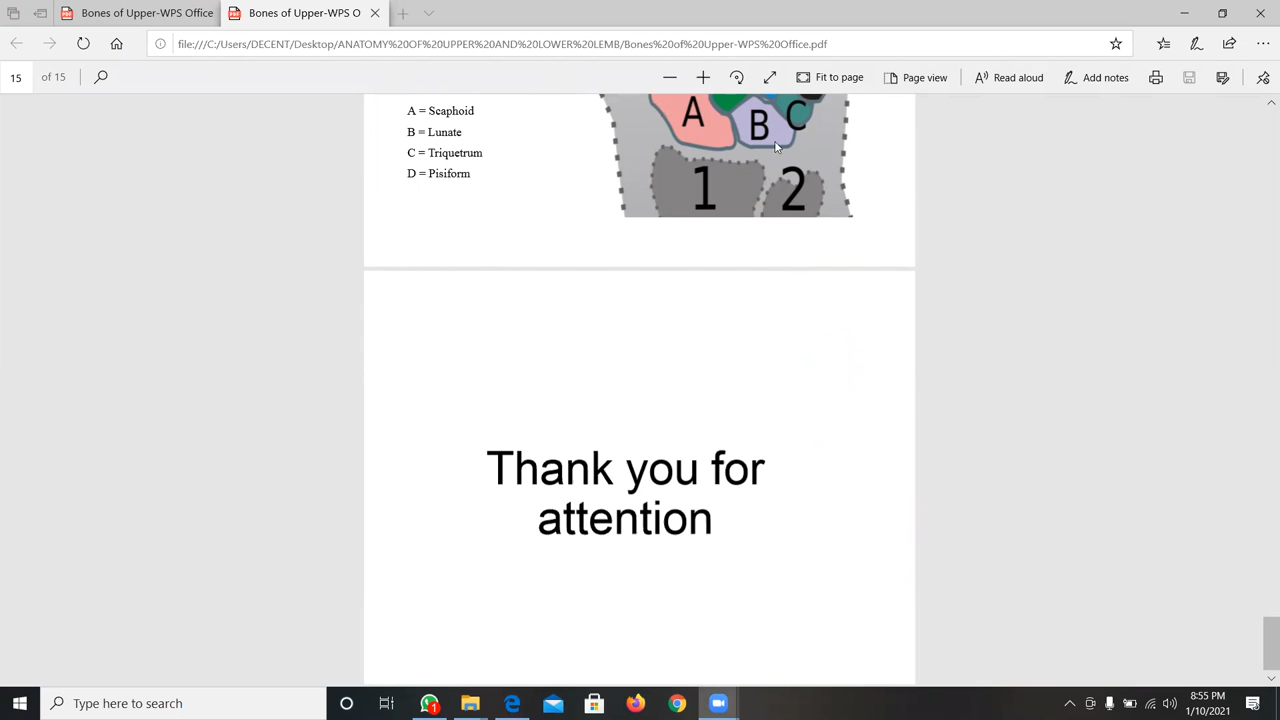 Bones of Upper-WPS Office
Bones of Upper-WPS O
file:///C:/Users/DECENT/Desktop/ANATOMY%20OF%20UPPER%20AND%20LOWER%20LEMB/Bones%20of%20Upper-WPS%20Office.pdf
15 of 15
Fit to page
Page view
Read aloud
Add notes
A = Scaphoid
B = Lunate
C = Triquetrum
D = Pisiform
A B C
1 2
Thank you for
attention
Type here to search
1
8:55 PM
1/10/2021